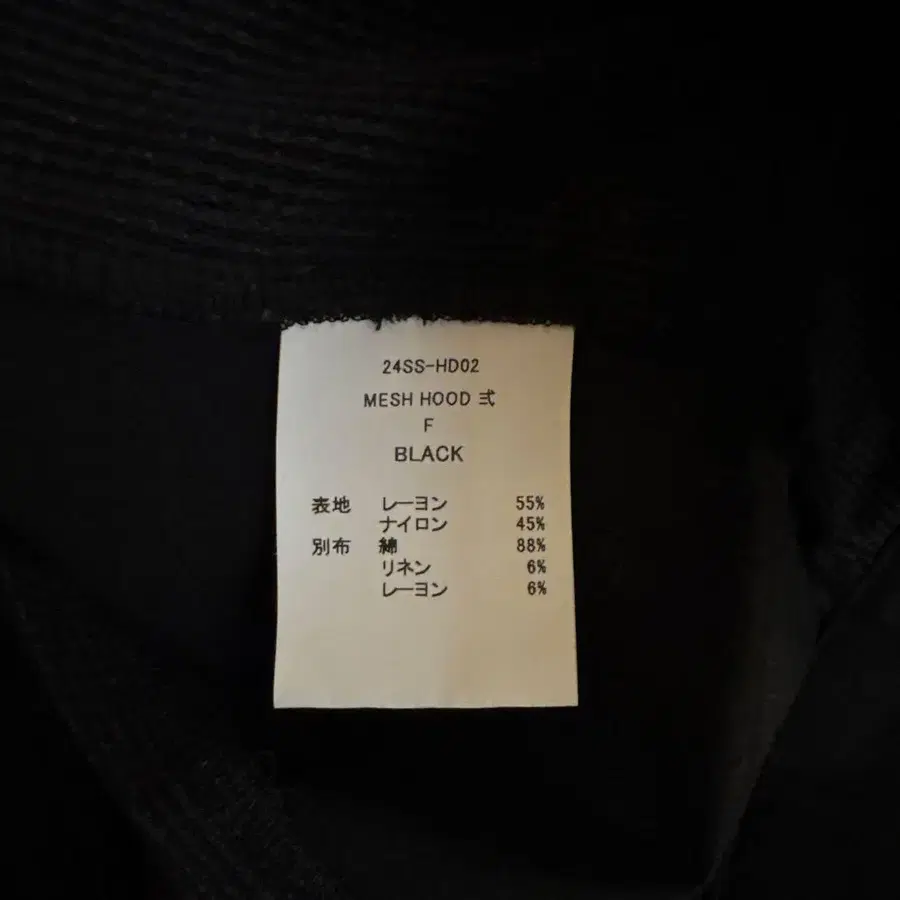 24SS-HD02
MESH HOOD 弎
F
BLACK
表地 レーヨン 55%
ナイロン 45%
別布 綿 88%
リネン 6%
レーヨン 6%